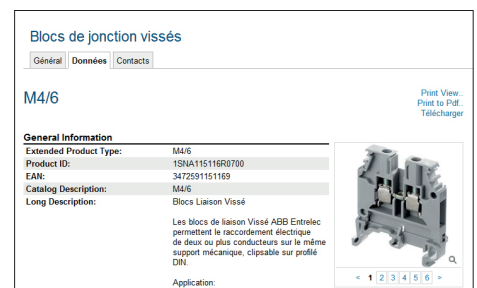 Blocs de jonction vissés
Général Données Contacts
M4/6
Print View..
Print to Pdf..
Télécharger
General Information
Extended Product Type: M4/6
Product ID: 1SNA115116R0700
EAN: 3472591151169
Catalog Description: M4/6
Long Description: Blocs Liaison Vissé
Les blocs de liaison Vissé ABB Entrelec
permettent le raccordement électrique
de deux ou plus conducteurs sur le même
support mécanique, clipsable sur profilé
DIN.
Application:
< 1 2 3 4 5 6 >